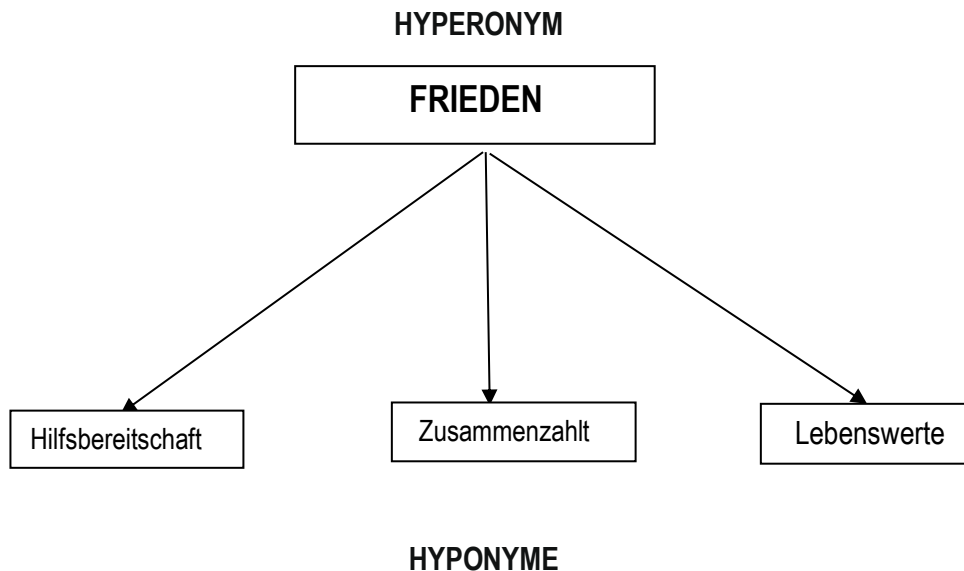 HYPERONYM
FRIEDEN
Hilfsbereitschaft
Zusammenzahlt
Lebenswerte
HYPONYME